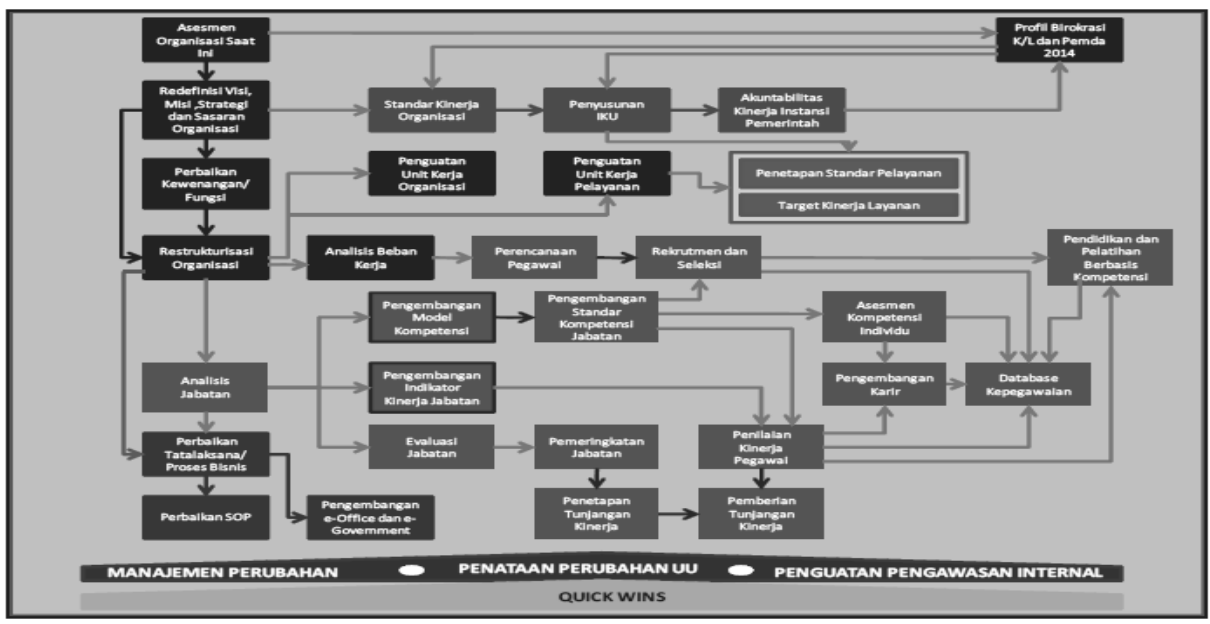 Asesmen
Organisasi Saat
Ini
Profil Birokrasi
K/L dan Pemda
2014
Redefinisi Visi,
Misi ,Strategi
dan Sasaran
Organisasi
Standar Kinerja
Organisasi
Penyusunan
IKU
Akuntabilitas
Kinerja Instansi
Pemerintah
Perbaikan
Kewenangan/
Fungsi
Penguatan
Unit Kerja
Organisasi
Penguatan
Unit Kerja
Pelayanan
Penetapan Standar Pelayanan
Target Kinerja Layanan
Restrukturisasi
Organisasi
Analisis Beban
Kerja
Perencanaan
Pegawai
Rekrutmen dan
Seleksi
Pendidikan dan
Pelatihan
Berbasis
Kompetensi
Pengembangan
Model
Kompetensi
Pengembangan
Standar
Kompetensi
Jabatan
Asesmen
Kompetensi
Individu
Analisis
Jabatan
Pengembangan
Indikator
Kinerja Jabatan
Pengembangan
Karir
Database
Kepegawaian
Perbaikan
Tatalaksana/
Proses Bisnis
Evaluasi
Jabatan
Pemeringkatan
Jabatan
Penilaian
Kinerja
Pegawai
Perbaikan SOP
Pengembangan
e-Office dan e-
Government
Penetapan
Tunjangan
Kinerja
Pemberian
Tunjangan
Kinerja
MANAJEMEN PERUBAHAN
PENATAAN PERUBAHAN UU
PENGUATAN PENGAWASAN INTERNAL
QUICK WINS